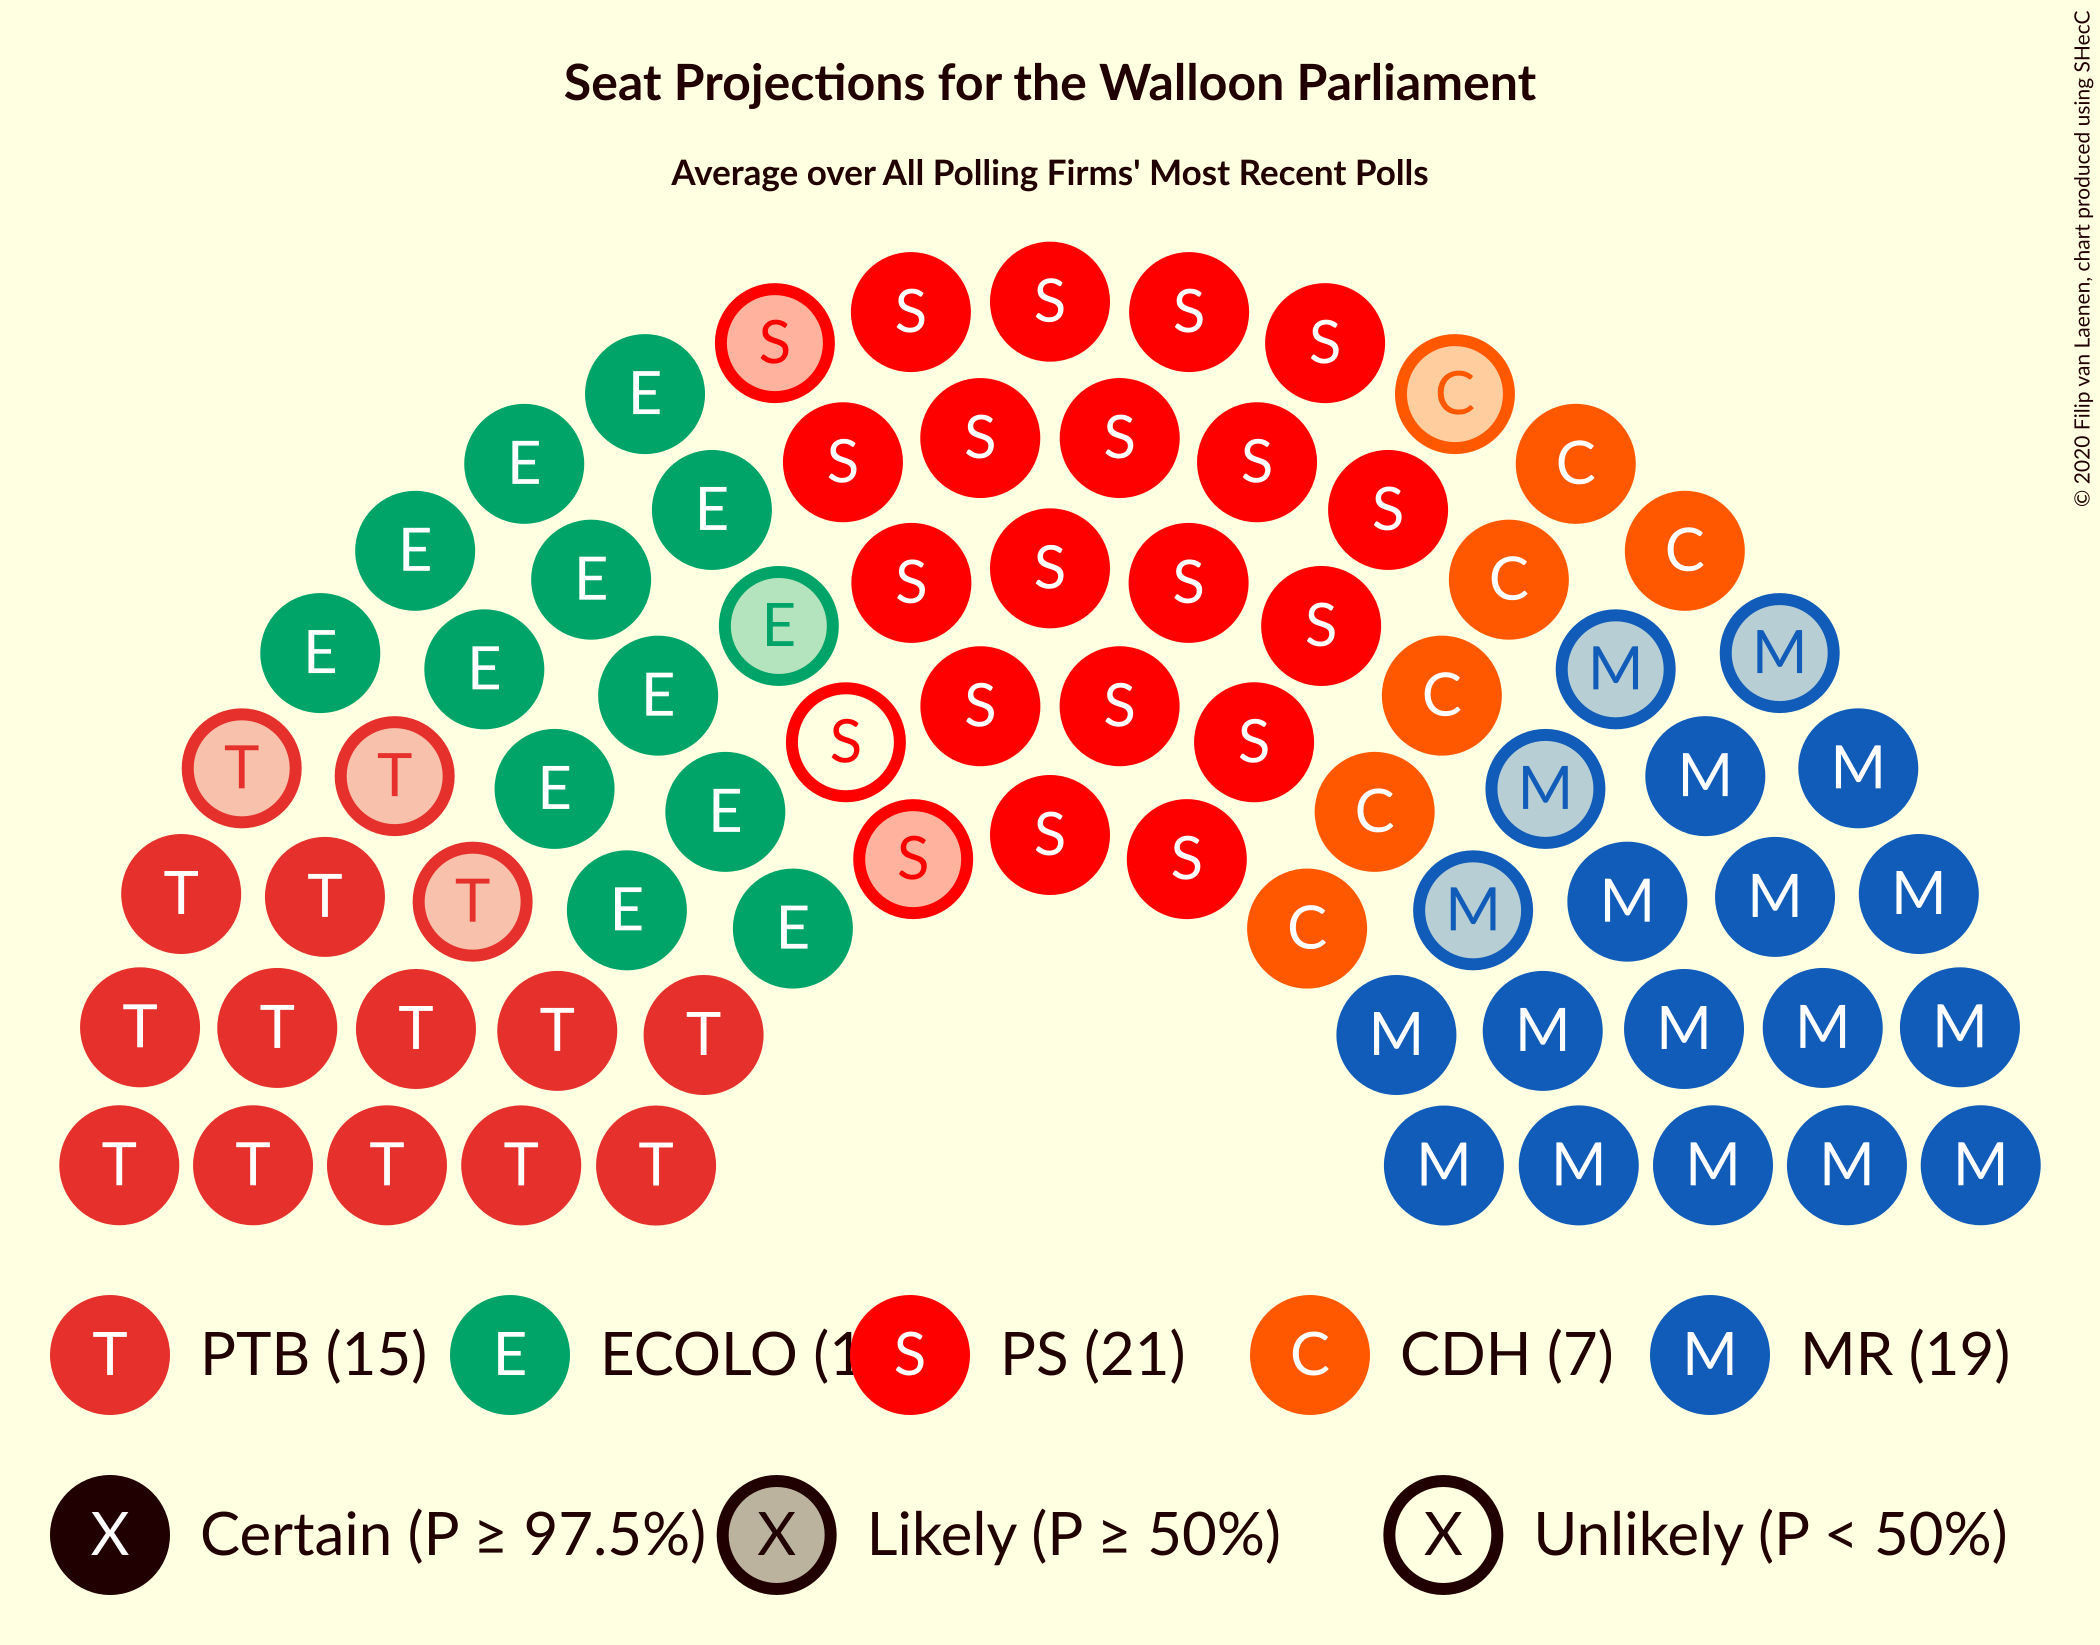 Seat Projections for the Walloon Parliament
Average over All Polling Firms' Most Recent Polls
© 2020 Filip van Laenen, chart produced using SHecC
S
S S
S S
E C
S S
E S S C
E S
E C
S
E S S C
E S
E M
E M
E C
S S
S S
T M
T M
E M
E C
S
S S
T M
T M
T M
E M
E C
T T T T T M M M M M
T T T T T M M M M M
T PTB (15) E ECOLO (1 S PS (21) C CDH (7) M MR (19)
X Certain (P ≥ 97.5%) X Likely (P ≥ 50%) X Unlikely (P < 50%)